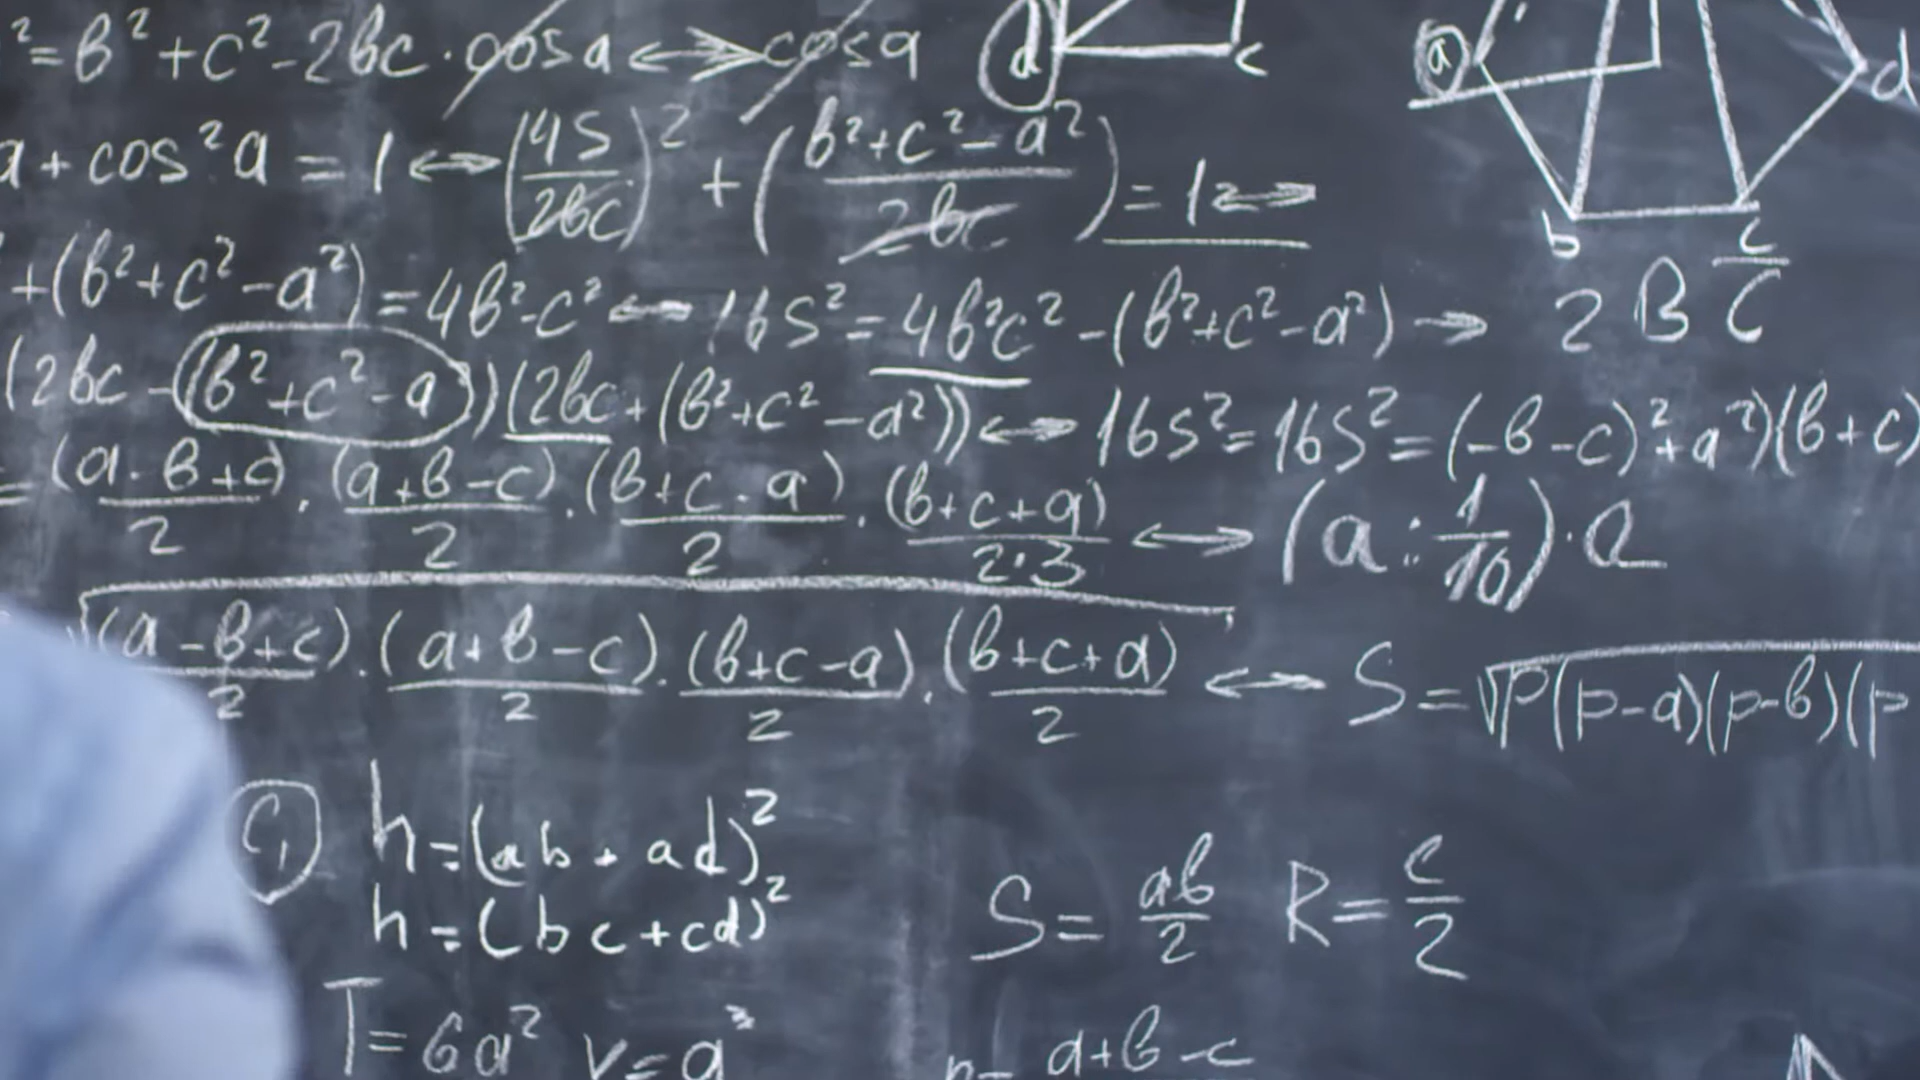 ²=b²+c²-2bc·cosa⟷cosa
d
c
a
d
a+cos²a=1⟷(4S/2bc)²+(b²+c²-a²/2bc)=1⟷
b
c
+(b²+c²-a²)=4b²-c²⟷16S²=4b²c²-(b²+c²-a²)→
2BC
(2bc-(b²+c²-a))(2bc+(b²+c²-a²))⟷16S²=16S²=(-b-c)²+a²)(b+c)
=(a-b+c)/2·(a+b-c)/2·(b+c-a)/2·(b+c+a)/2·3⟷(a:1/10)·a
√(a-b+c)/2·(a+b-c)/2·(b+c-a)/2·(b+c+a)/2⟷S=√p(p-a)(p-b)(p
h=(ab+ad)²
h=(bc+cd)²
S=ab/2 R=c/2
T=6a² V=a³
a+b-c